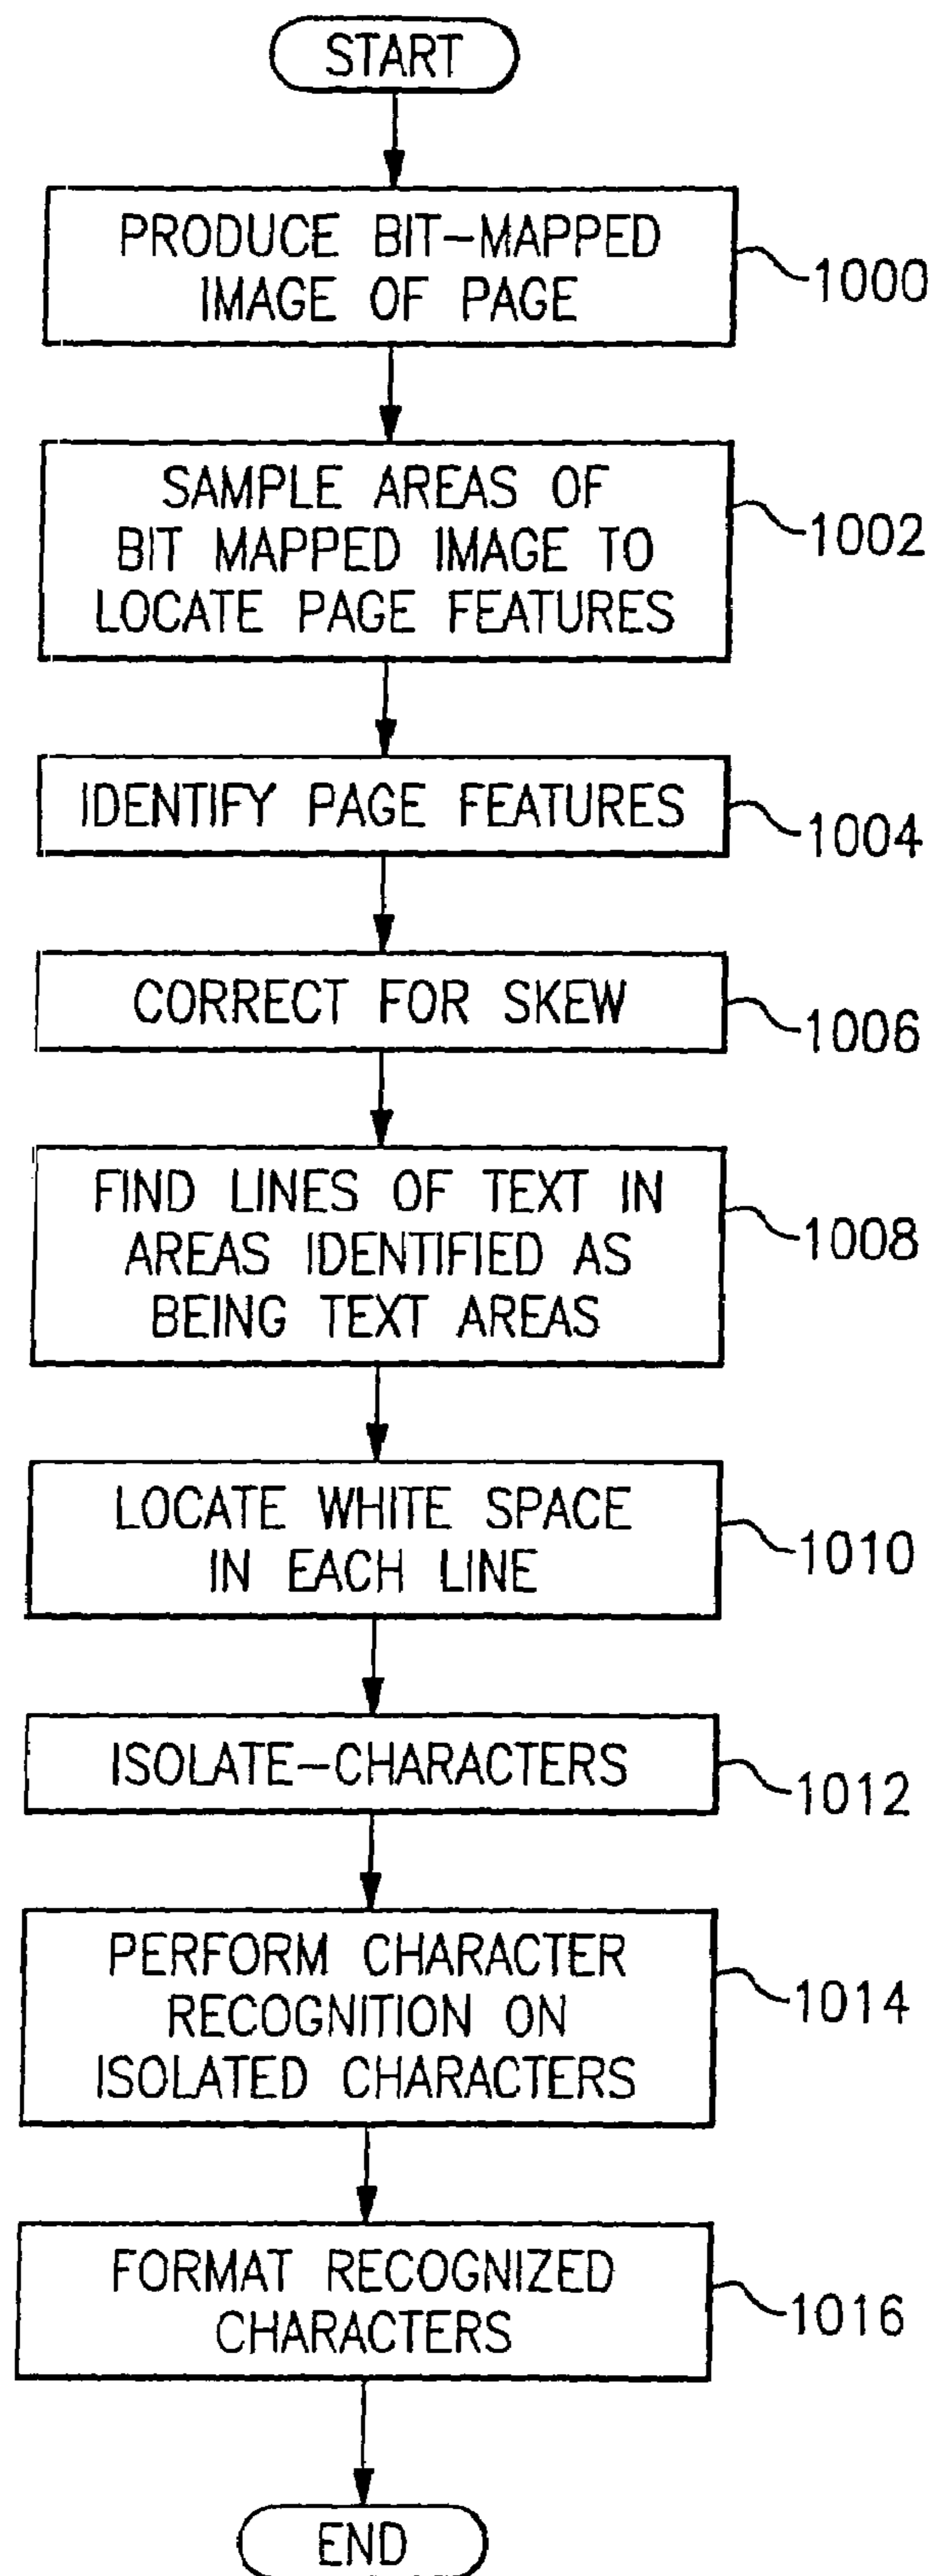 START
PRODUCE BIT-MAPPED
IMAGE OF PAGE
1000
SAMPLE AREAS OF
BIT MAPPED IMAGE TO
LOCATE PAGE FEATURES
1002
IDENTIFY PAGE FEATURES
1004
CORRECT FOR SKEW
1006
FIND LINES OF TEXT IN
AREAS IDENTIFIED AS
BEING TEXT AREAS
1008
LOCATE WHITE SPACE
IN EACH LINE
1010
ISOLATE-CHARACTERS
1012
PERFORM CHARACTER
RECOGNITION ON
ISOLATED CHARACTERS
1014
FORMAT RECOGNIZED
CHARACTERS
1016
END